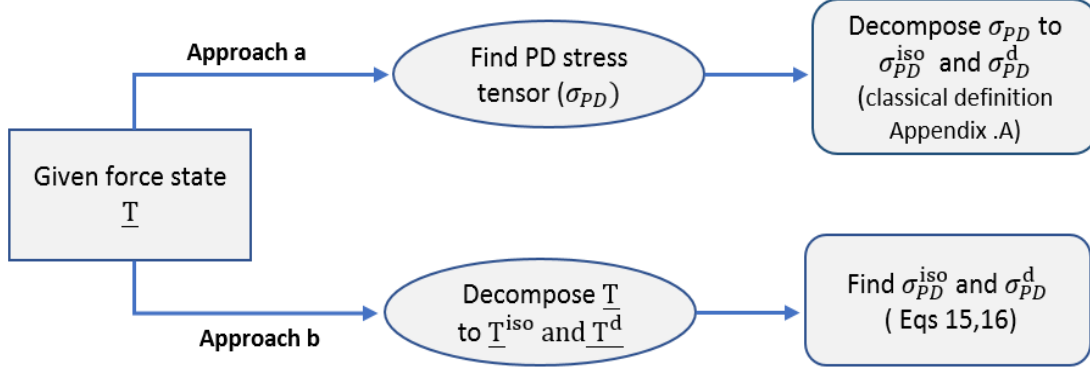 Given force state
T
Approach a
Find PD stress
tensor (σ_PD)
Decompose σ_PD to
σ_PD^iso and σ_PD^d
(classical definition
Appendix .A)
Approach b
Decompose T
to T^iso and T^d
Find σ_PD^iso and σ_PD^d
( Eqs 15,16)